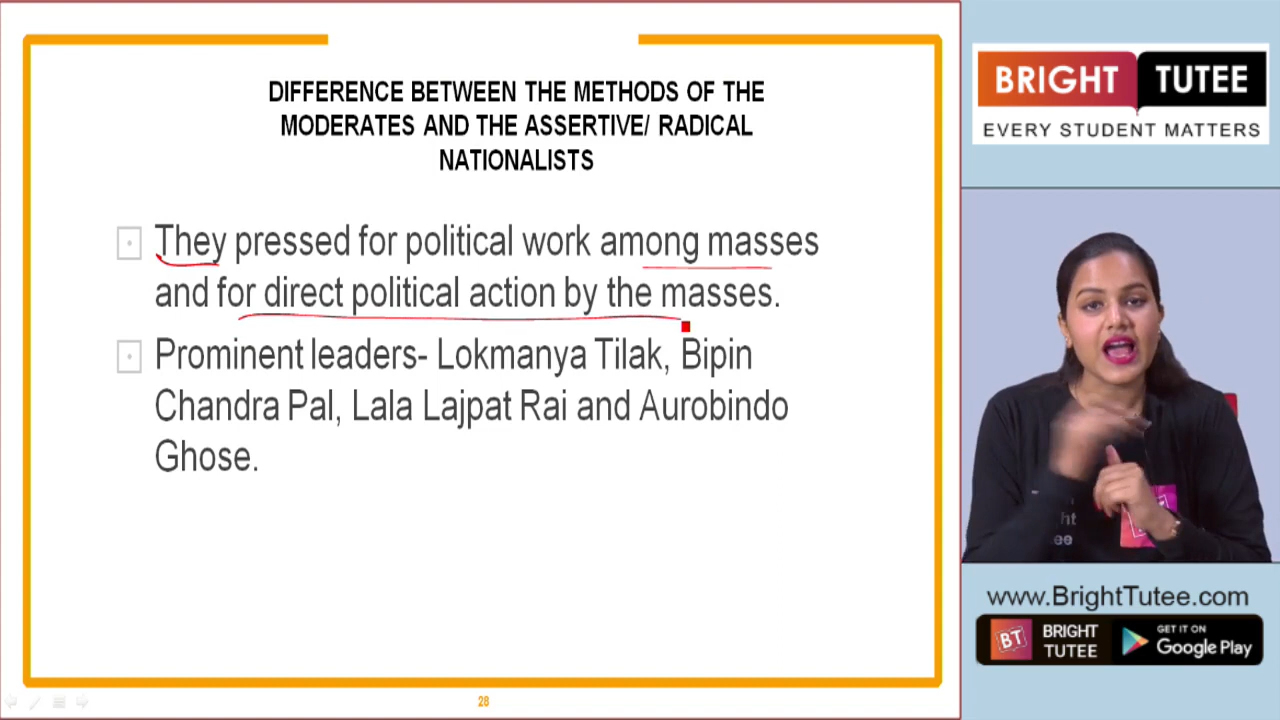 DIFFERENCE BETWEEN THE METHODS OF THE
MODERATES AND THE ASSERTIVE/ RADICAL
NATIONALISTS
They pressed for political work among masses
and for direct political action by the masses.
Prominent leaders- Lokmanya Tilak, Bipin
Chandra Pal, Lala Lajpat Rai and Aurobindo
Ghose.
28
BRIGHT TUTEE
EVERY STUDENT MATTERS
ht
ee
www.BrightTutee.com
BT
BRIGHT
TUTEE
GET IT ON
Google Play